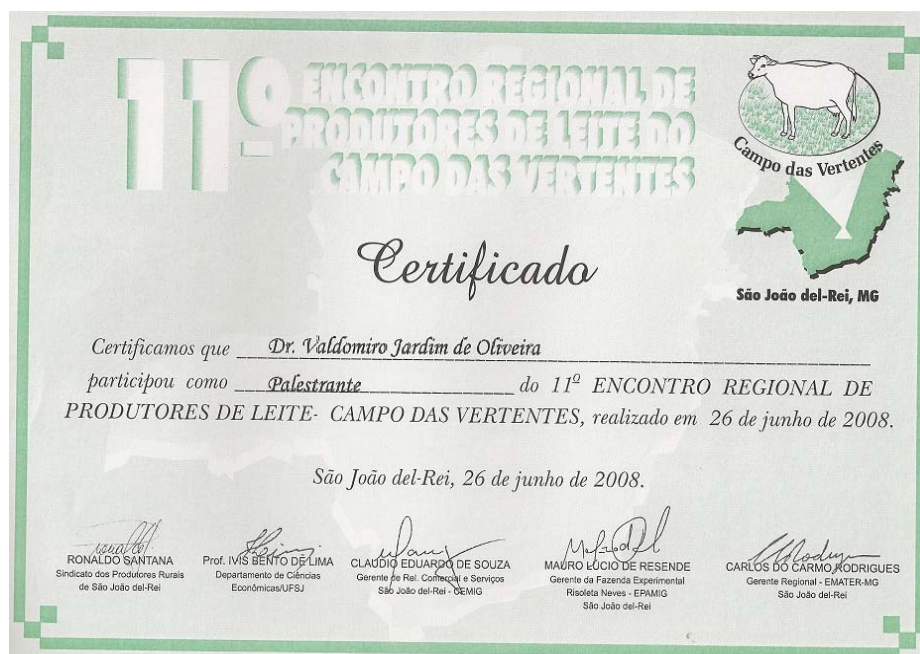 11º ENCONTRO REGIONAL DE
PRODUTORES DE LEITE DO
CAMPO DAS VERTENTES
Campo das Vertentes
São João del-Rei, MG
Certificado
Certificamos que Dr. Valdomiro Jardim de Oliveira
participou como Palestrante do 11º ENCONTRO REGIONAL DE
PRODUTORES DE LEITE- CAMPO DAS VERTENTES, realizado em 26 de junho de 2008.
São João del-Rei, 26 de junho de 2008.
RONALDO SANTANA
Sindicato dos Produtores Rurais
de São João del-Rei
Prof. IVIS BENTO DE LIMA
Departamento de Ciências
Econômicas/UFSJ
CLAUDIO EDUARDO DE SOUZA
Gerente de Rel. Comercial e Serviços
São João del-Rei - CEMIG
MAURO LÚCIO DE RESENDE
Gerente da Fazenda Experimental
Risoleta Neves - EPAMIG
São João del-Rei
CARLOS DO CARMO RODRIGUES
Gerente Regional - EMATER-MG
São João del-Rei